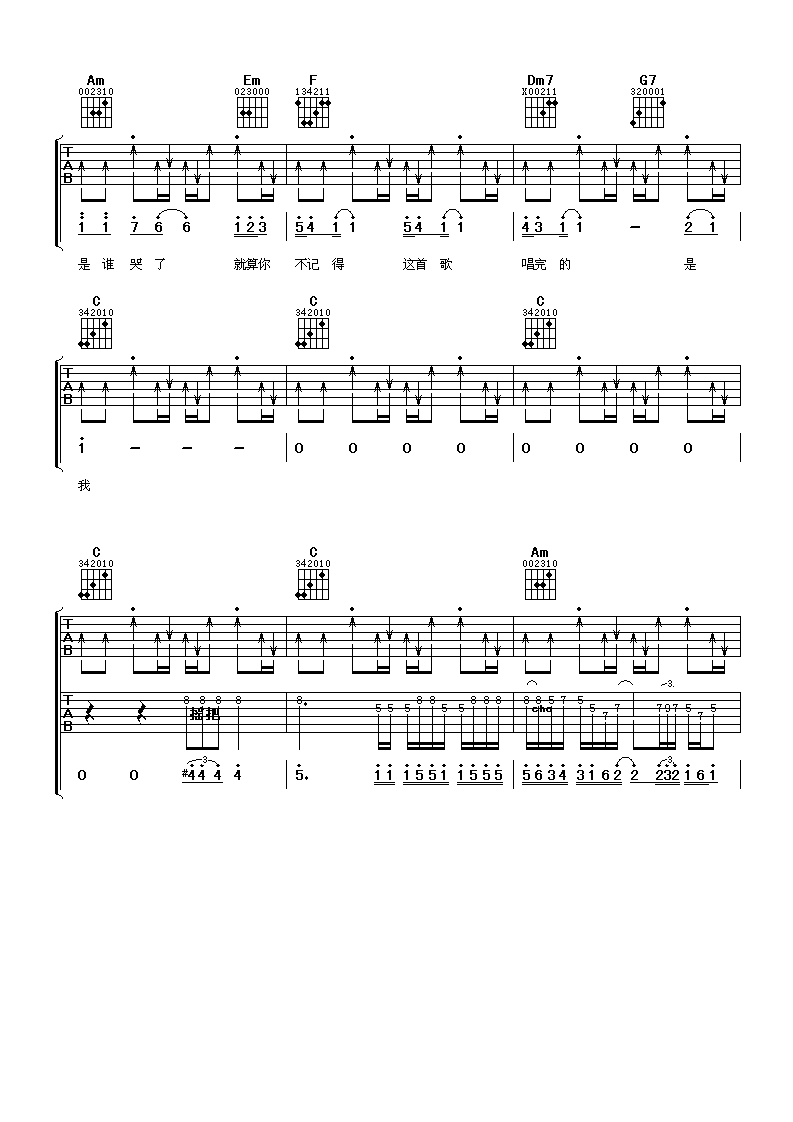 Am Em F Dm7 G7
002310 023000 134211 X00211 320001
T
A
B
1 1 7 6 6 1 2 3 5 4 1 1 5 4 1 1 4 3 1 1 — 2 1
是 谁 哭 了 就算你 不记 得 这首 歌 唱完 的 是
C C C
342010 342010 342010
T
A
B
1 — — — 0 0 0 0 0 0 0 0
我
C C Am
342010 342010 002310
T
A
B
3
T 8 8 8 8 8. 5 5 5 8 8 5 5 8 8 8 8 8 5 7 5 5 7 7 7 9 7 5 7 5
A 摇把 cho
B
3 3
0 0 #4 4 4 4 5. 1 1 1 5 5 1 1 5 5 5 5 6 3 4 3 1 6 2 2 2 3 2 1 6 1